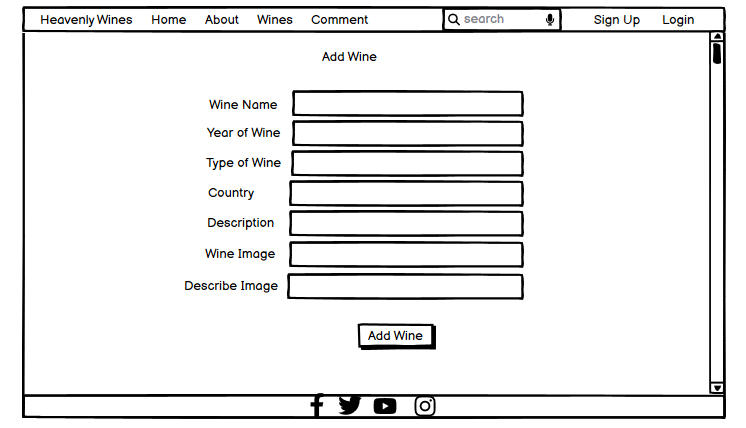 Heavenly Wines Home About Wines Comment search Sign Up Login
Add Wine
Wine Name
Year of Wine
Type of Wine
Country
Description
Wine Image
Describe Image
Add Wine